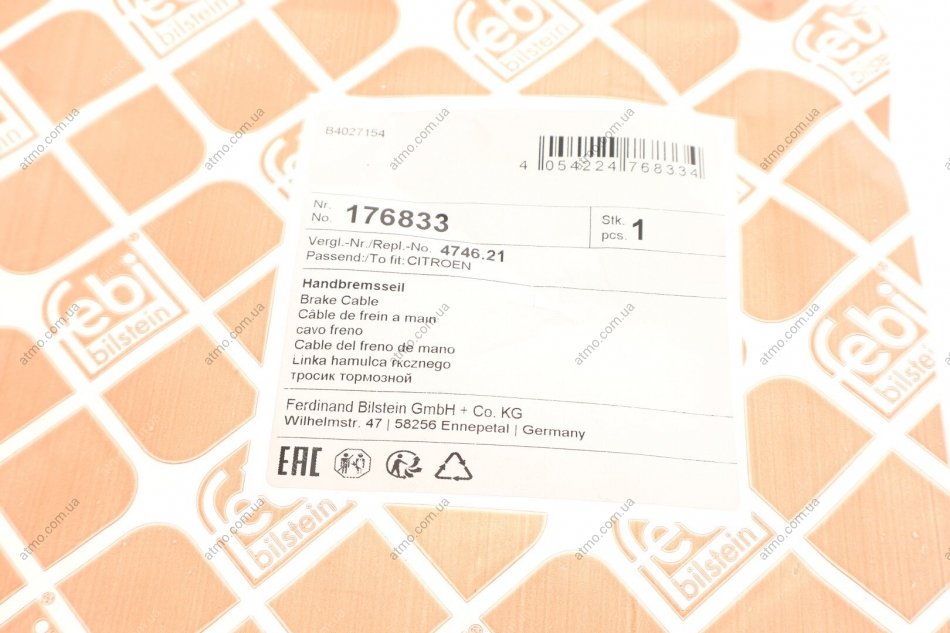 B4027154
4 054224 768334
Nr.
No. 176833
Stk.
pcs. 1
Vergl.-Nr./Repl.-No. 4746.21
Passend:/To fit: CITROEN
Handbremsseil
Brake Cable
Câble de frein a main
cavo freno
Cable del freno de mano
Linka hamulca rкcznego
тросик тормозной
Ferdinand Bilstein GmbH + Co. KG
Wilhelmstr. 47 | 58256 Ennepetal | Germany
EAC
febi
bilstein
atmo.com.ua